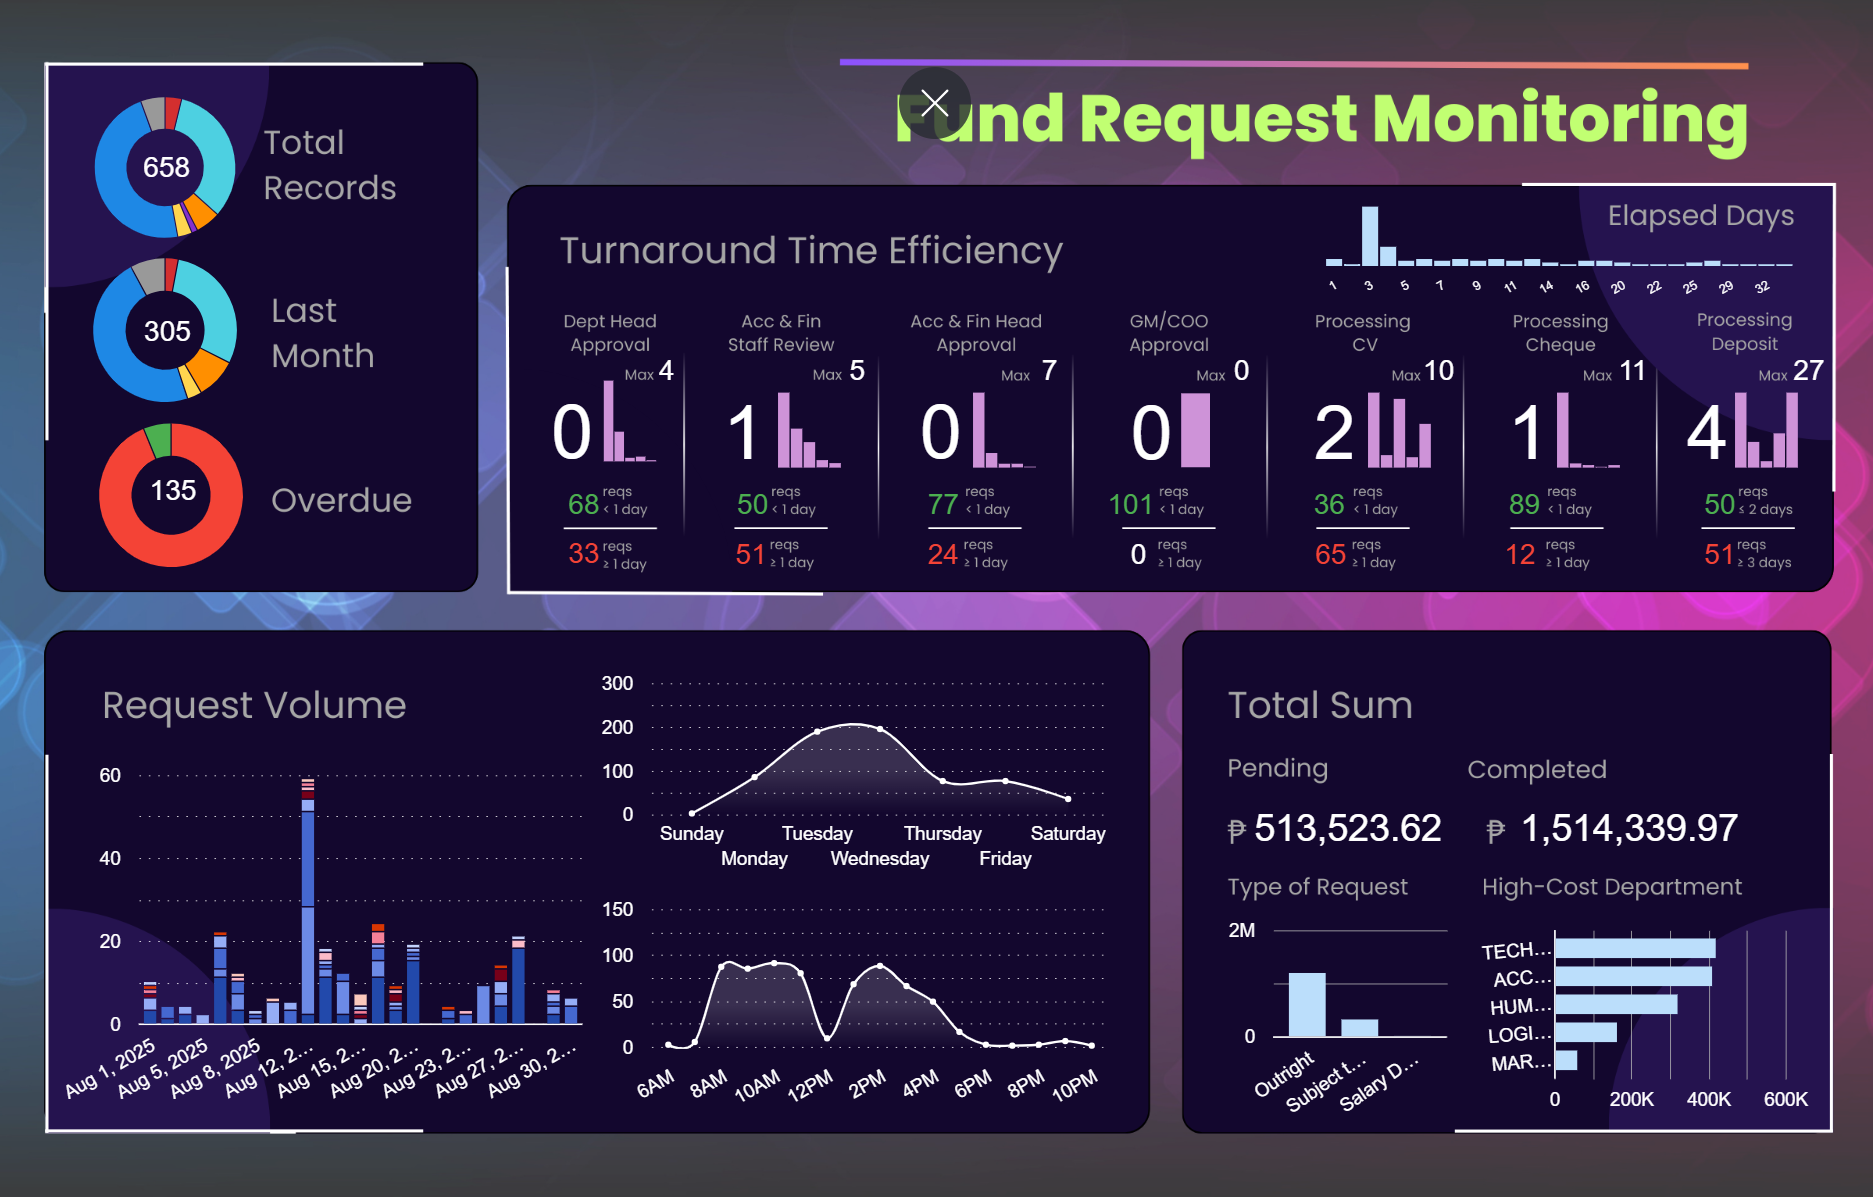 Fund Request Monitoring
658
Total
Records
305
Last
Month
135
Overdue
Turnaround Time Efficiency
Elapsed Days
1 3 5 7 9 11 14 16 20 22 25 29 32
Dept Head
Approval
Max 4
0
68 reqs < 1 day
33 reqs ≥ 1 day
Acc & Fin
Staff Review
Max 5
1
50 reqs < 1 day
51 reqs ≥ 1 day
Acc & Fin Head
Approval
Max 7
0
77 reqs < 1 day
24 reqs ≥ 1 day
GM/COO
Approval
Max 0
0
101 reqs < 1 day
0 reqs ≥ 1 day
Processing
CV
Max 10
2
36 reqs < 1 day
65 reqs ≥ 1 day
Processing
Cheque
Max 11
1
89 reqs < 1 day
12 reqs ≥ 1 day
Processing
Deposit
Max 27
4
50 reqs ≤ 2 days
51 reqs ≥ 3 days
Request Volume
60
40
20
0
Aug 1, 2025 Aug 5, 2025 Aug 8, 2025 Aug 12, 2... Aug 15, 2... Aug 20, 2... Aug 23, 2... Aug 27, 2... Aug 30, 2...
300
200
100
0
Sunday Monday Tuesday Wednesday Thursday Friday Saturday
150
100
50
0
6AM 8AM 10AM 12PM 2PM 4PM 6PM 8PM 10PM
Total Sum
Pending
₱ 513,523.62
Completed
₱ 1,514,339.97
Type of Request
2M
0
Outright Subject t... Salary D...
High-Cost Department
TECH...
ACC...
HUM...
LOGI...
MAR...
0 200K 400K 600K